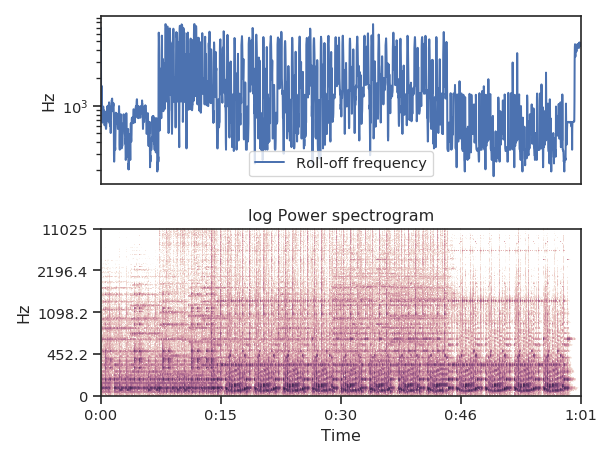 Hz
10³
Roll-off frequency
log Power spectrogram
Hz
11025
2196.4
1098.2
452.2
0
0:00 0:15 0:30 0:46 1:01
Time